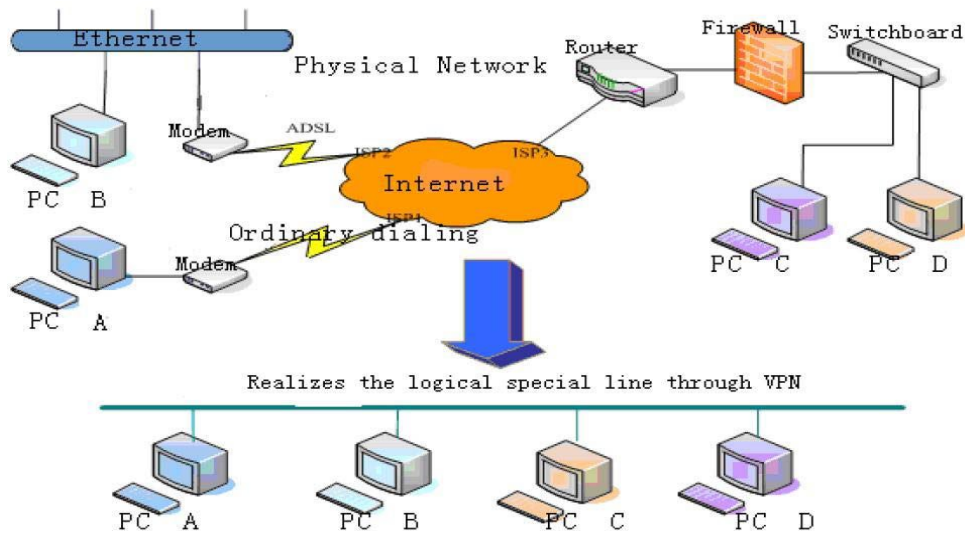 Ethernet
Physical Network
Router
Firewall
Switchboard
Modem
ADSL
ISP2
ISP3
Internet
PC B
ISP1
Ordinary dialing
Modem
PC A
PC C
PC D
Realizes the logical special line through VPN
PC A
PC B
PC C
PC D